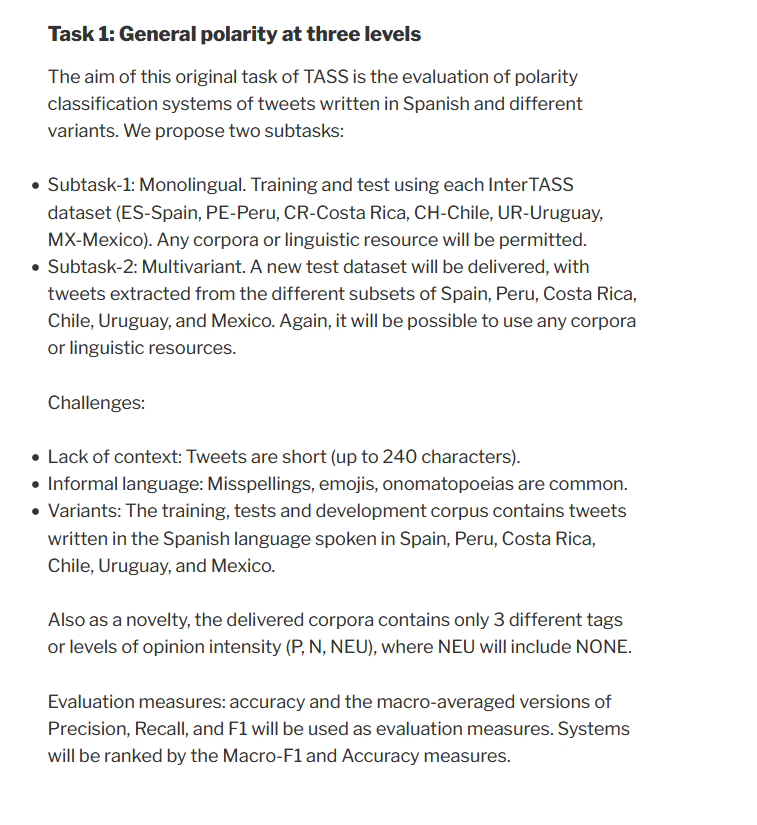 Task 1: General polarity at three levels
The aim of this original task of TASS is the evaluation of polarity
classification systems of tweets written in Spanish and different
variants. We propose two subtasks:
• Subtask-1: Monolingual. Training and test using each InterTASS
dataset (ES-Spain, PE-Peru, CR-Costa Rica, CH-Chile, UR-Uruguay,
MX-Mexico). Any corpora or linguistic resource will be permitted.
• Subtask-2: Multivariant. A new test dataset will be delivered, with
tweets extracted from the different subsets of Spain, Peru, Costa Rica,
Chile, Uruguay, and Mexico. Again, it will be possible to use any corpora
or linguistic resources.
Challenges:
• Lack of context: Tweets are short (up to 240 characters).
• Informal language: Misspellings, emojis, onomatopoeias are common.
• Variants: The training, tests and development corpus contains tweets
written in the Spanish language spoken in Spain, Peru, Costa Rica,
Chile, Uruguay, and Mexico.
Also as a novelty, the delivered corpora contains only 3 different tags
or levels of opinion intensity (P, N, NEU), where NEU will include NONE.
Evaluation measures: accuracy and the macro-averaged versions of
Precision, Recall, and F1 will be used as evaluation measures. Systems
will be ranked by the Macro-F1 and Accuracy measures.